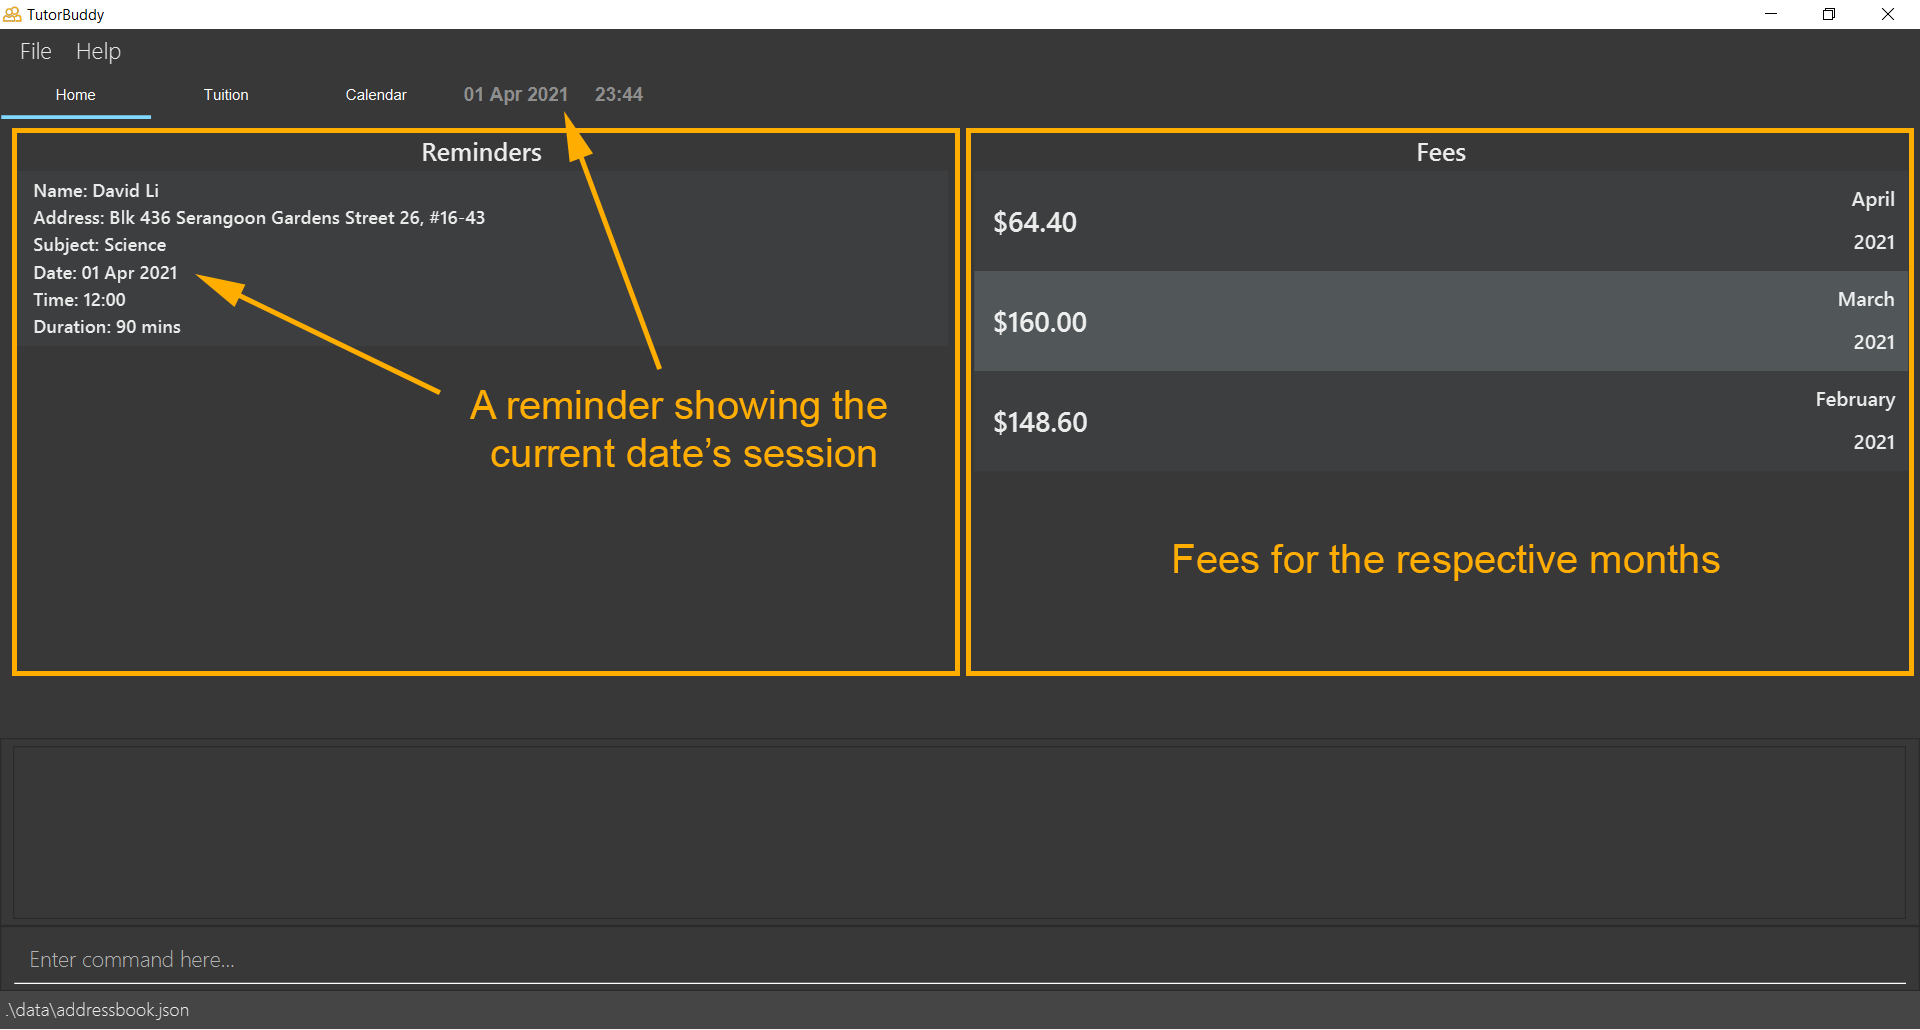 TutorBuddy
File Help
Home Tuition Calendar 01 Apr 2021 23:44
Reminders
Name: David Li
Address: Blk 436 Serangoon Gardens Street 26, #16-43
Subject: Science
Date: 01 Apr 2021
Time: 12:00
Duration: 90 mins
A reminder showing the
current date’s session
Fees
$64.40
April
2021
$160.00
March
2021
$148.60
February
2021
Fees for the respective months
Enter command here...
.\data\addressbook.json